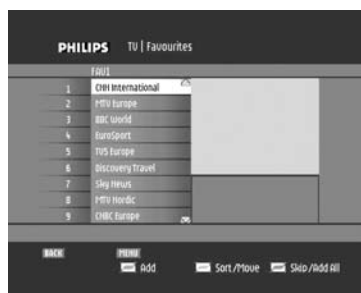 PHILIPS TV | Favourites
FAV1
1 CNN International
2 MTV Europe
3 BBC World
4 EuroSport
5 TV5 Europe
6 Discovery Travel
7 Sky News
8 MTV Nordic
9 CNBC Europe
BACK MENU
Add Sort/Move Skip/Add All